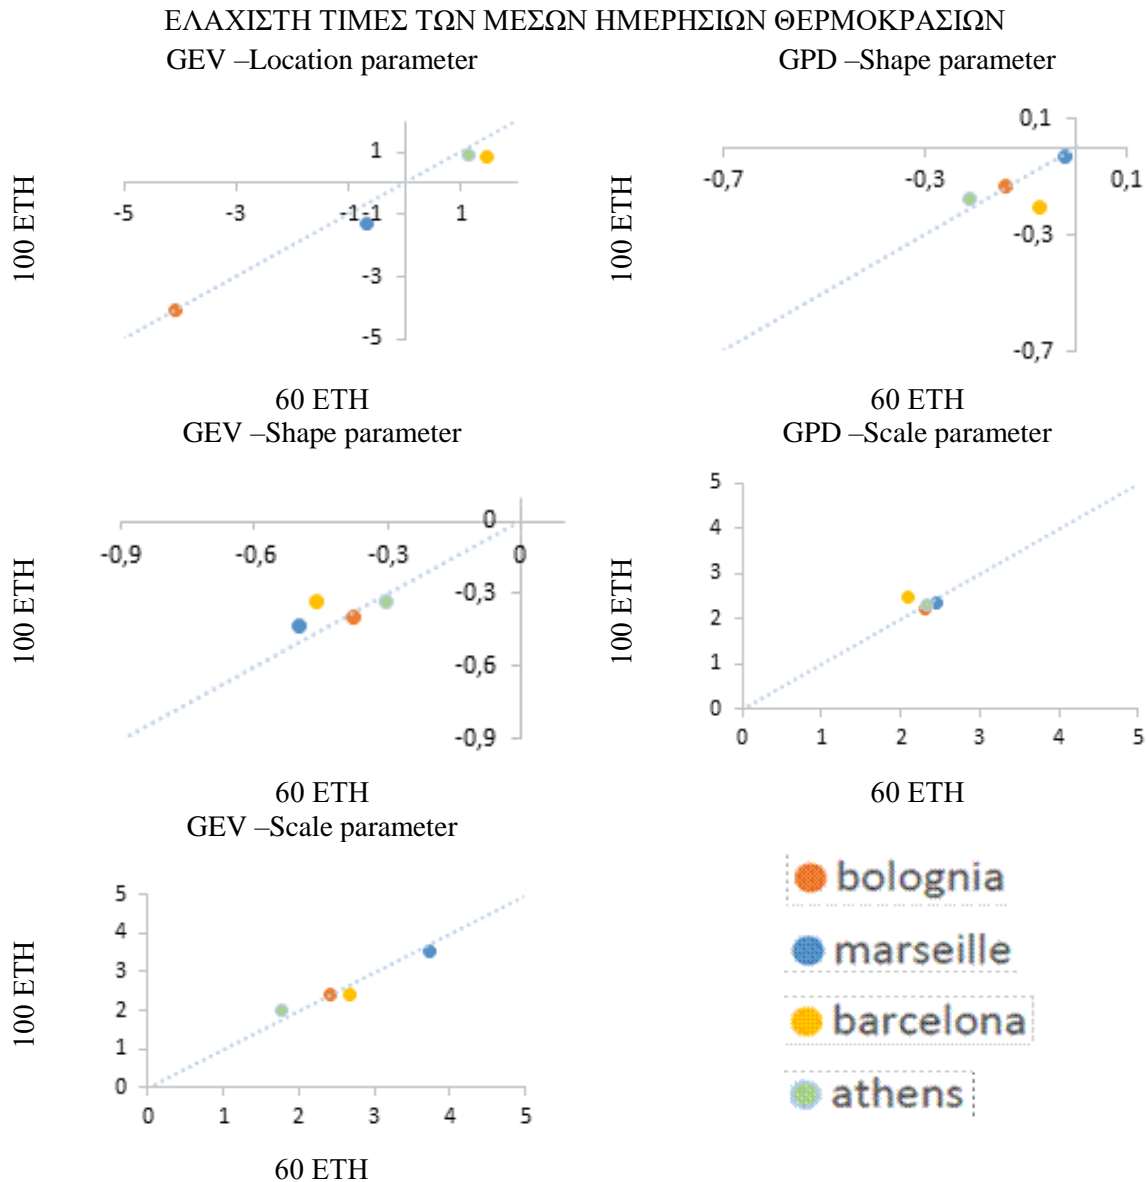 ΕΛΑΧΙΣΤΗ ΤΙΜΕΣ ΤΩΝ ΜΕΣΩΝ ΗΜΕΡΗΣΙΩΝ ΘΕΡΜΟΚΡΑΣΙΩΝ
GEV –Location parameter
100 ΕΤΗ
1
-5
-3
-1
-1
1
-3
-5
60 ΕΤΗ
GPD –Shape parameter
100 ΕΤΗ
0,1
-0,7
-0,3
0,1
-0,3
-0,7
60 ΕΤΗ
GEV –Shape parameter
100 ΕΤΗ
0
-0,9
-0,6
-0,3
0
-0,3
-0,6
-0,9
60 ΕΤΗ
GPD –Scale parameter
100 ΕΤΗ
5
4
3
2
1
0
0 1 2 3 4 5
60 ΕΤΗ
GEV –Scale parameter
100 ΕΤΗ
5
4
3
2
1
0
0 1 2 3 4 5
60 ΕΤΗ
bolognia
marseille
barcelona
athens